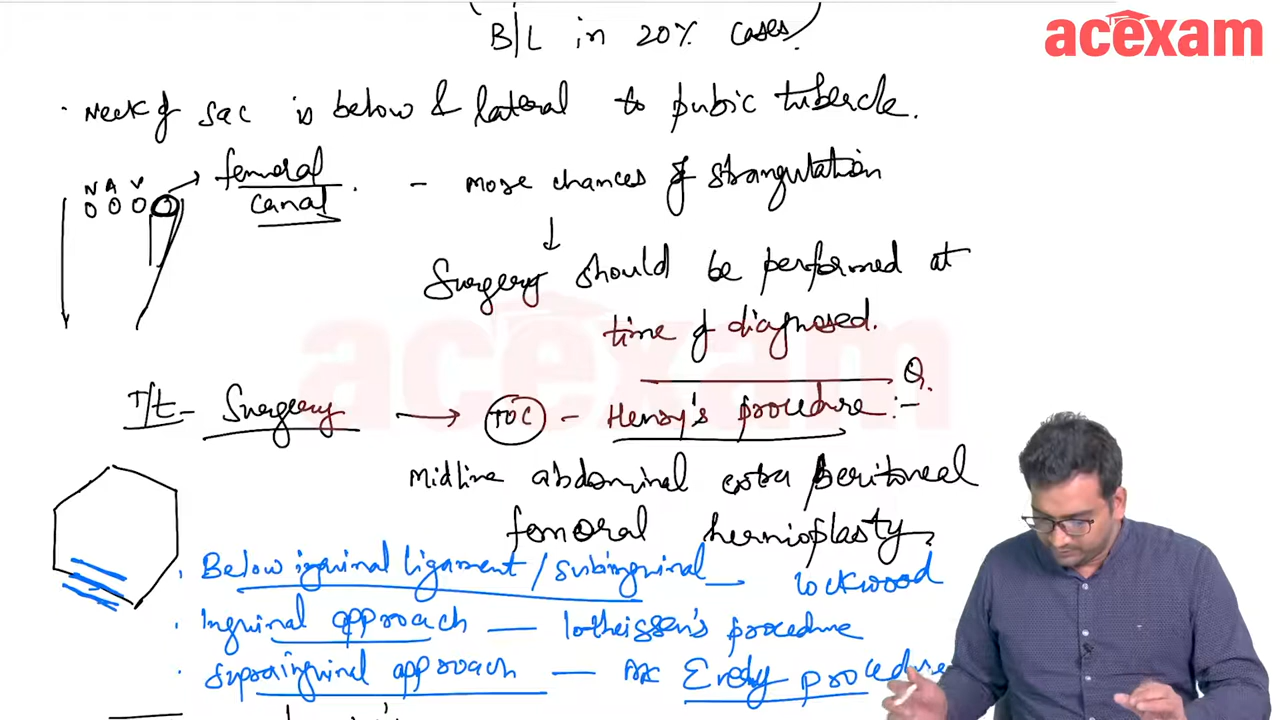 acexam
B/L in 20% cases
· Neck of sac is below & lateral to pubic tubercle.
N A V
femoral canal
- more chances of strangulation
↓
Surgery should be performed at
time of diagnosed.
Q.
T/t - Surgery → TOC - Henry's procedure :-
midline abdominal extra peritoneal
femoral hernioplasty
· Below inguinal ligament / subinguinal — lockwood
· Inguinal approach — lotheissen's procedure
· Suprainguinal approach — Mc Evedy procedure
acexam